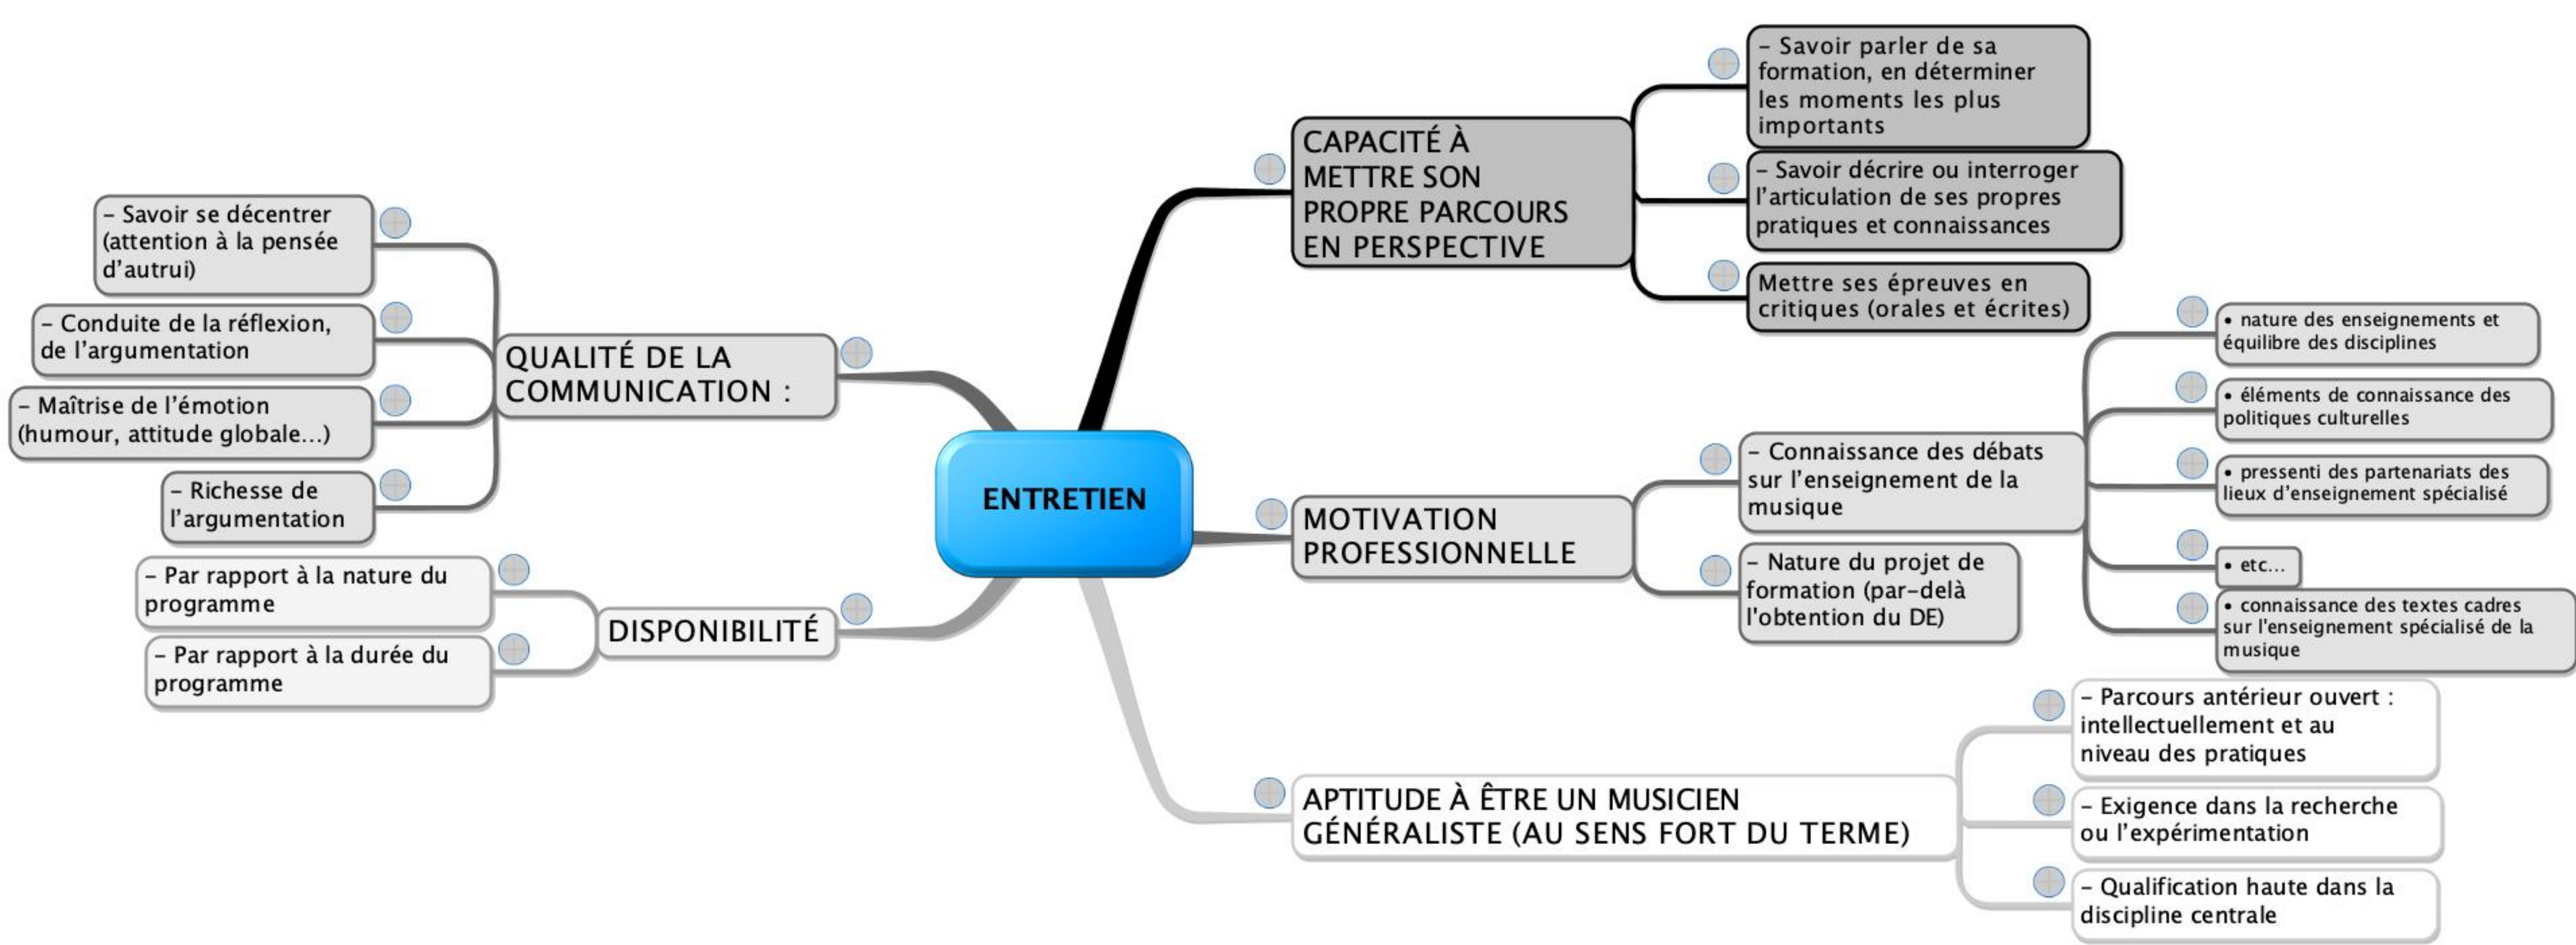 ENTRETIEN
CAPACITÉ À
METTRE SON
PROPRE PARCOURS
EN PERSPECTIVE
– Savoir parler de sa
formation, en déterminer
les moments les plus
importants
– Savoir décrire ou interroger
l'articulation de ses propres
pratiques et connaissances
Mettre ses épreuves en
critiques (orales et écrites)
MOTIVATION
PROFESSIONNELLE
– Connaissance des débats
sur l'enseignement de la
musique
• nature des enseignements et
équilibre des disciplines
• éléments de connaissance des
politiques culturelles
• pressenti des partenariats des
lieux d'enseignement spécialisé
• etc...
• connaissance des textes cadres
sur l'enseignement spécialisé de la
musique
– Nature du projet de
formation (par-delà
l'obtention du DE)
APTITUDE À ÊTRE UN MUSICIEN
GÉNÉRALISTE (AU SENS FORT DU TERME)
– Parcours antérieur ouvert :
intellectuellement et au
niveau des pratiques
– Exigence dans la recherche
ou l'expérimentation
– Qualification haute dans la
discipline centrale
QUALITÉ DE LA
COMMUNICATION :
– Savoir se décentrer
(attention à la pensée
d'autrui)
– Conduite de la réflexion,
de l'argumentation
– Maîtrise de l'émotion
(humour, attitude globale...)
– Richesse de
l'argumentation
DISPONIBILITÉ
– Par rapport à la nature du
programme
– Par rapport à la durée du
programme